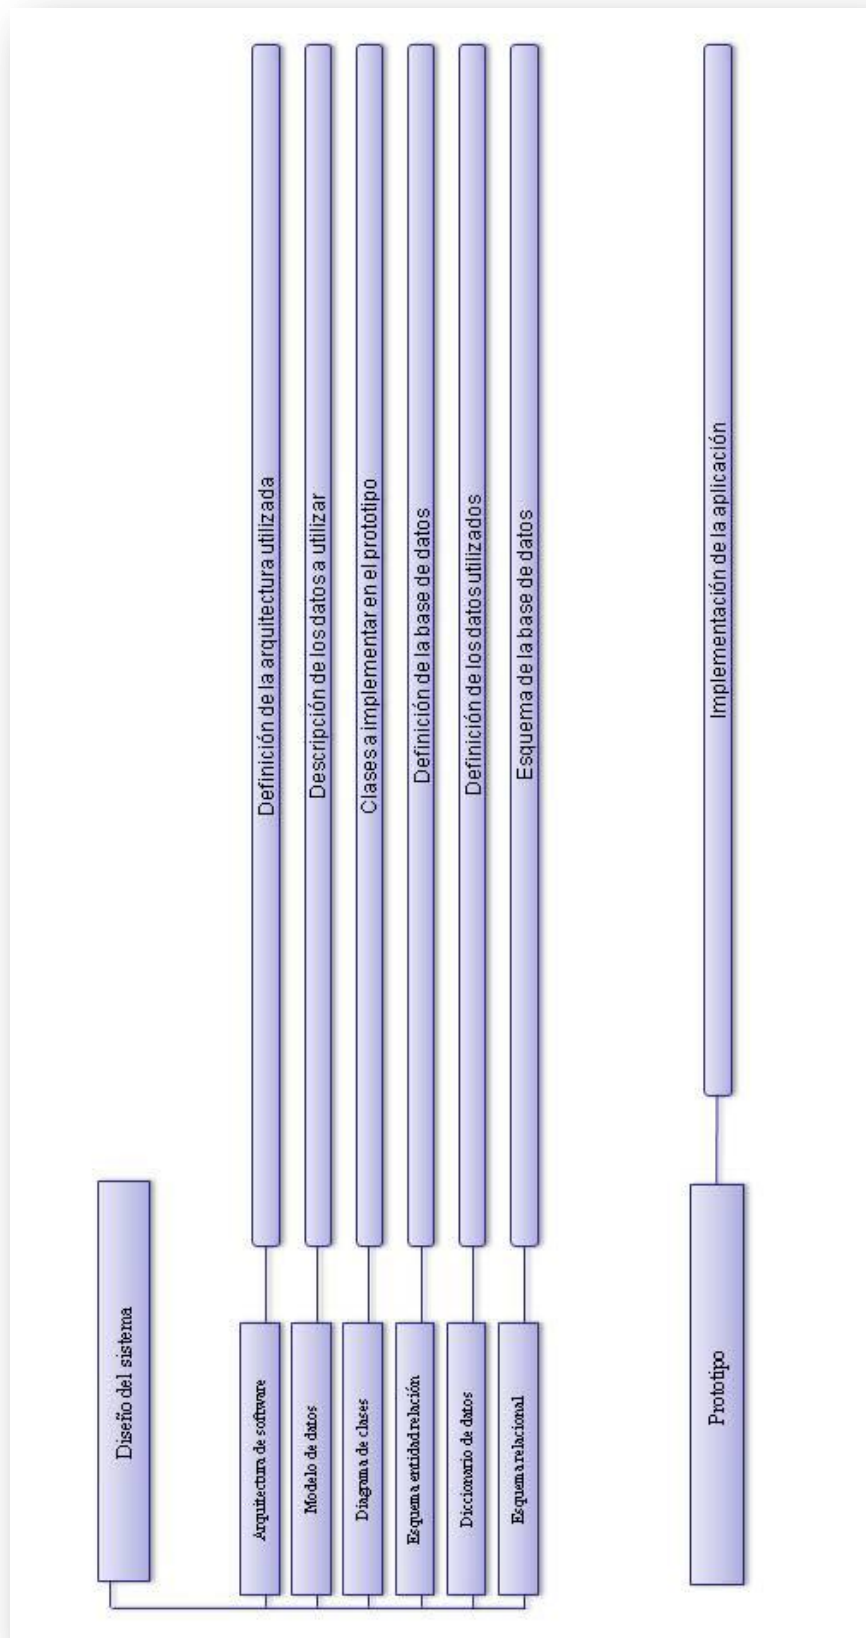 Diseño del sistema
Arquitectura de software
Definición de la arquitectura utilizada
Modelo de datos
Descripción de los datos a utilizar
Diagrama de clases
Clases a implementar en el prototipo
Esquema entidad relación
Definición de la base de datos
Diccionario de datos
Definición de los datos utilizados
Esquema relacional
Esquema de la base de datos
Prototipo
Implementación de la aplicación